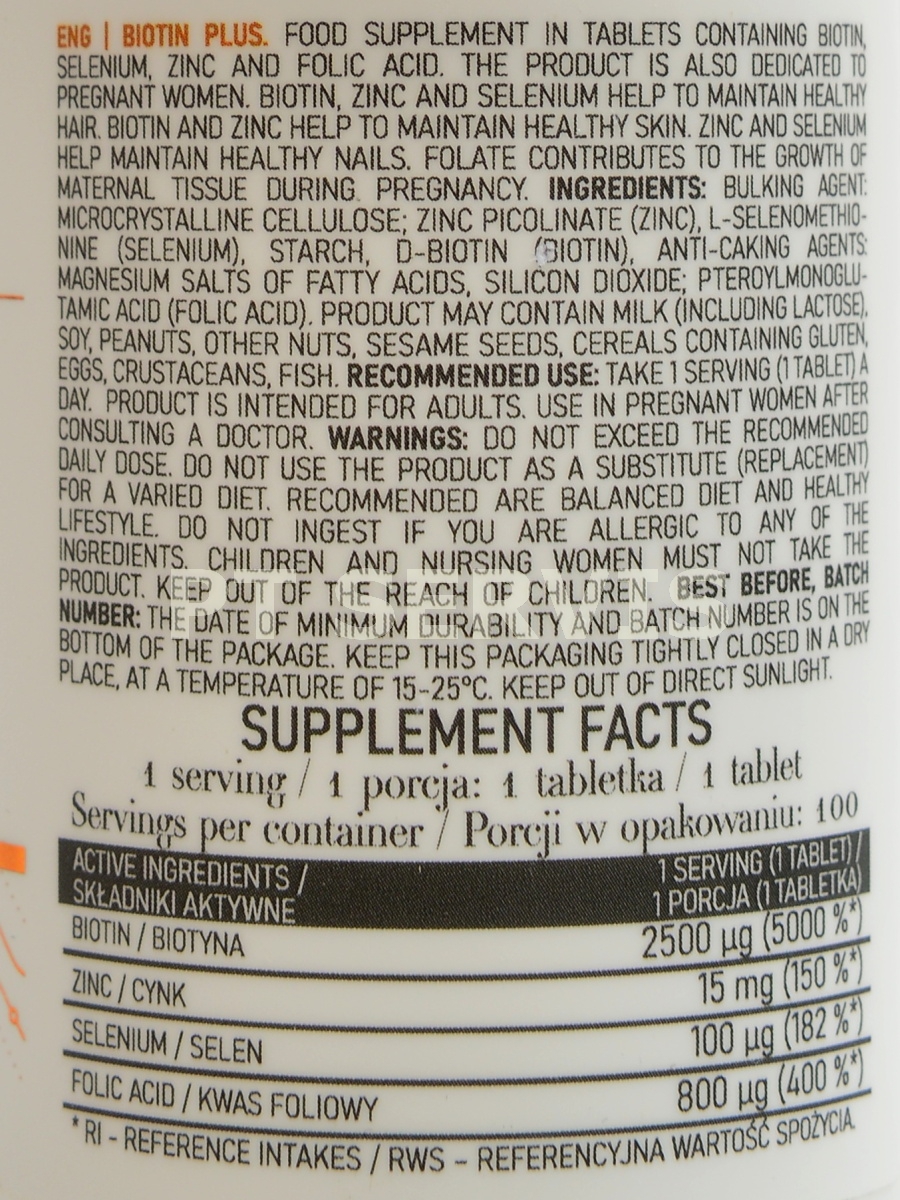 ENG | BIOTIN PLUS. FOOD SUPPLEMENT IN TABLETS CONTAINING BIOTIN,
SELENIUM, ZINC AND FOLIC ACID. THE PRODUCT IS ALSO DEDICATED TO
PREGNANT WOMEN. BIOTIN, ZINC AND SELENIUM HELP TO MAINTAIN HEALTHY
HAIR. BIOTIN AND ZINC HELP TO MAINTAIN HEALTHY SKIN. ZINC AND SELENIUM
HELP MAINTAIN HEALTHY NAILS. FOLATE CONTRIBUTES TO THE GROWTH OF
MATERNAL TISSUE DURING PREGNANCY. INGREDIENTS: BULKING AGENT:
MICROCRYSTALLINE CELLULOSE; ZINC PICOLINATE (ZINC), L-SELENOMETHIO-
NINE (SELENIUM), STARCH, D-BIOTIN (BIOTIN), ANTI-CAKING AGENTS:
MAGNESIUM SALTS OF FATTY ACIDS, SILICON DIOXIDE; PTEROYLMONOGLU-
TAMIC ACID (FOLIC ACID). PRODUCT MAY CONTAIN MILK (INCLUDING LACTOSE),
SOY, PEANUTS, OTHER NUTS, SESAME SEEDS, CEREALS CONTAINING GLUTEN,
EGGS, CRUSTACEANS, FISH. RECOMMENDED USE: TAKE 1 SERVING (1 TABLET) A
DAY. PRODUCT IS INTENDED FOR ADULTS. USE IN PREGNANT WOMEN AFTER
CONSULTING A DOCTOR. WARNINGS: DO NOT EXCEED THE RECOMMENDED
DAILY DOSE. DO NOT USE THE PRODUCT AS A SUBSTITUTE (REPLACEMENT)
FOR A VARIED DIET. RECOMMENDED ARE BALANCED DIET AND HEALTHY
LIFESTYLE. DO NOT INGEST IF YOU ARE ALLERGIC TO ANY OF THE
INGREDIENTS. CHILDREN AND NURSING WOMEN MUST NOT TAKE THE
PRODUCT. KEEP OUT OF THE REACH OF CHILDREN. BEST BEFORE, BATCH
NUMBER: THE DATE OF MINIMUM DURABILITY AND BATCH NUMBER IS ON THE
BOTTOM OF THE PACKAGE. KEEP THIS PACKAGING TIGHTLY CLOSED IN A DRY
PLACE, AT A TEMPERATURE OF 15-25°C. KEEP OUT OF DIRECT SUNLIGHT.
SUPPLEMENT FACTS
1 serving / 1 porcja: 1 tabletka / 1 tablet
Servings per container / Porcji w opakowaniu: 100
ACTIVE INGREDIENTS / 1 SERVING (1 TABLET) /
SKŁADNIKI AKTYWNE 1 PORCJA (1 TABLETKA)
BIOTIN / BIOTYNA 2500 µg (5000 %*)
ZINC / CYNK 15 mg (150 %*)
SELENIUM / SELEN 100 µg (182 %*)
FOLIC ACID / KWAS FOLIOWY 800 µg (400 %*)
* RI - REFERENCE INTAKES / RWS - REFERENCYJNA WARTOŚĆ SPOŻYCIA.